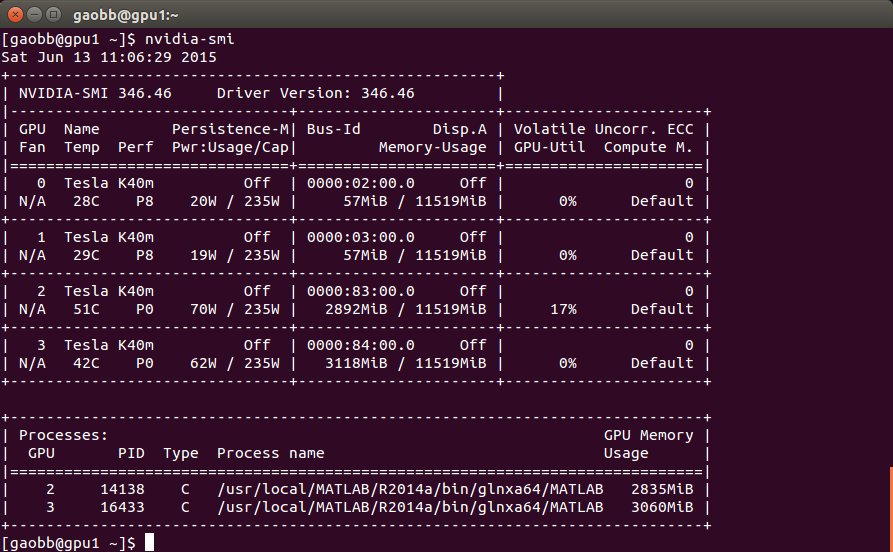 gaobb@gpu1:~
[gaobb@gpu1 ~]$ nvidia-smi
Sat Jun 13 11:06:29 2015
+------------------------------------------------------+
| NVIDIA-SMI 346.46     Driver Version: 346.46         |
|-------------------------------+----------------------+----------------------+
| GPU  Name        Persistence-M| Bus-Id        Disp.A | Volatile Uncorr. ECC |
| Fan  Temp  Perf  Pwr:Usage/Cap|         Memory-Usage | GPU-Util  Compute M. |
|===============================+======================+======================|
|   0  Tesla K40m          Off  | 0000:02:00.0     Off |                    0 |
| N/A   28C    P8    20W / 235W |     57MiB / 11519MiB |      0%      Default |
+-------------------------------+----------------------+----------------------+
|   1  Tesla K40m          Off  | 0000:03:00.0     Off |                    0 |
| N/A   29C    P8    19W / 235W |     57MiB / 11519MiB |      0%      Default |
+-------------------------------+----------------------+----------------------+
|   2  Tesla K40m          Off  | 0000:83:00.0     Off |                    0 |
| N/A   51C    P0    70W / 235W |   2892MiB / 11519MiB |     17%      Default |
+-------------------------------+----------------------+----------------------+
|   3  Tesla K40m          Off  | 0000:84:00.0     Off |                    0 |
| N/A   42C    P0    62W / 235W |   3118MiB / 11519MiB |      0%      Default |
+-------------------------------+----------------------+----------------------+

+-----------------------------------------------------------------------------+
| Processes:                                                       GPU Memory |
|  GPU       PID  Type  Process name                               Usage      |
|=============================================================================|
|    2     14138    C   /usr/local/MATLAB/R2014a/bin/glnxa64/MATLAB   2835MiB |
|    3     16433    C   /usr/local/MATLAB/R2014a/bin/glnxa64/MATLAB   3060MiB |
+-----------------------------------------------------------------------------+
[gaobb@gpu1 ~]$